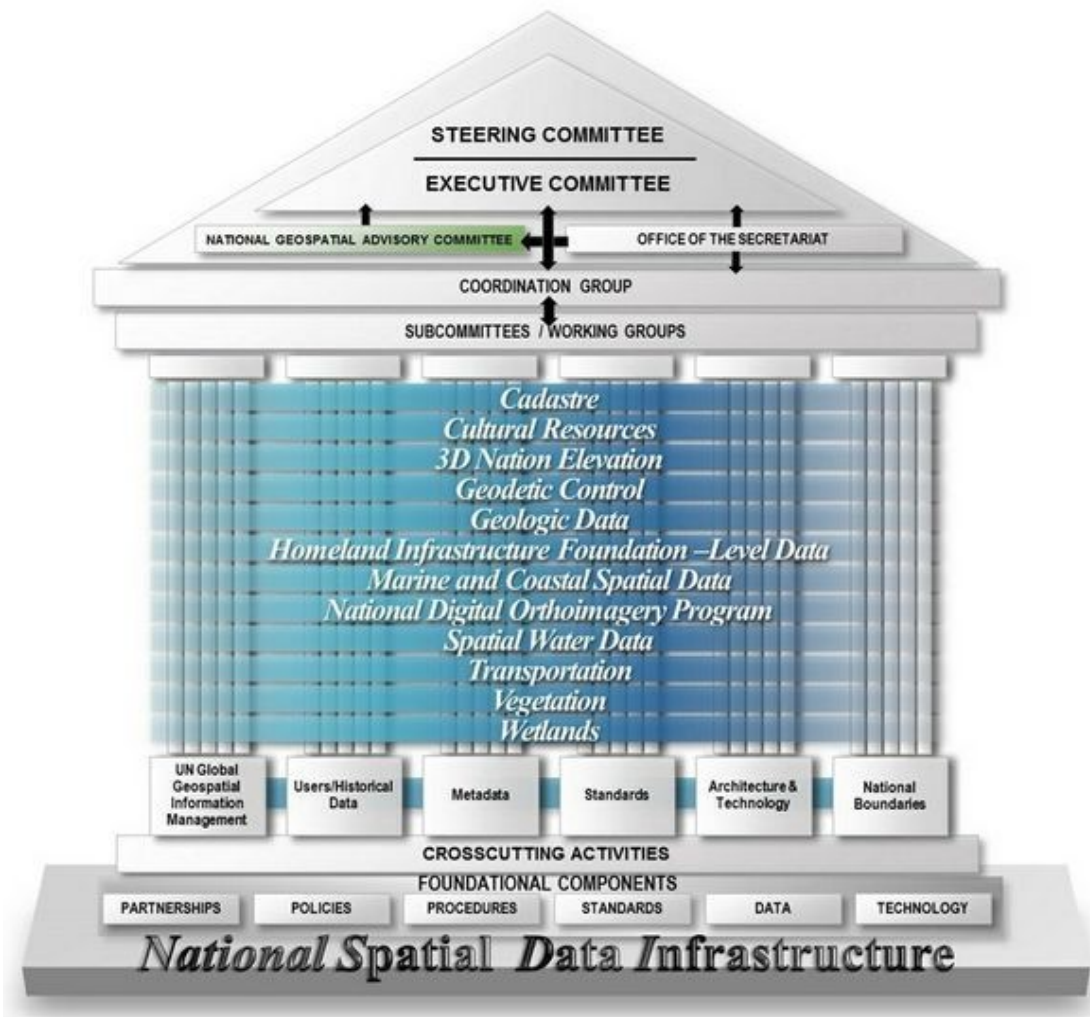 STEERING COMMITTEE
EXECUTIVE COMMITTEE
NATIONAL GEOSPATIAL ADVISORY COMMITTEE
OFFICE OF THE SECRETARIAT
COORDINATION GROUP
SUBCOMMITTEES / WORKING GROUPS
Cadastre
Cultural Resources
3D Nation Elevation
Geodetic Control
Geologic Data
Homeland Infrastructure Foundation –Level Data
Marine and Coastal Spatial Data
National Digital Orthoimagery Program
Spatial Water Data
Transportation
Vegetation
Wetlands
UN Global
Geospatial
Information
Management
Users/Historical
Data
Metadata
Standards
Architecture &
Technology
National
Boundaries
CROSSCUTTING ACTIVITIES
FOUNDATIONAL COMPONENTS
PARTNERSHIPS
POLICIES
PROCEDURES
STANDARDS
DATA
TECHNOLOGY
National Spatial Data Infrastructure